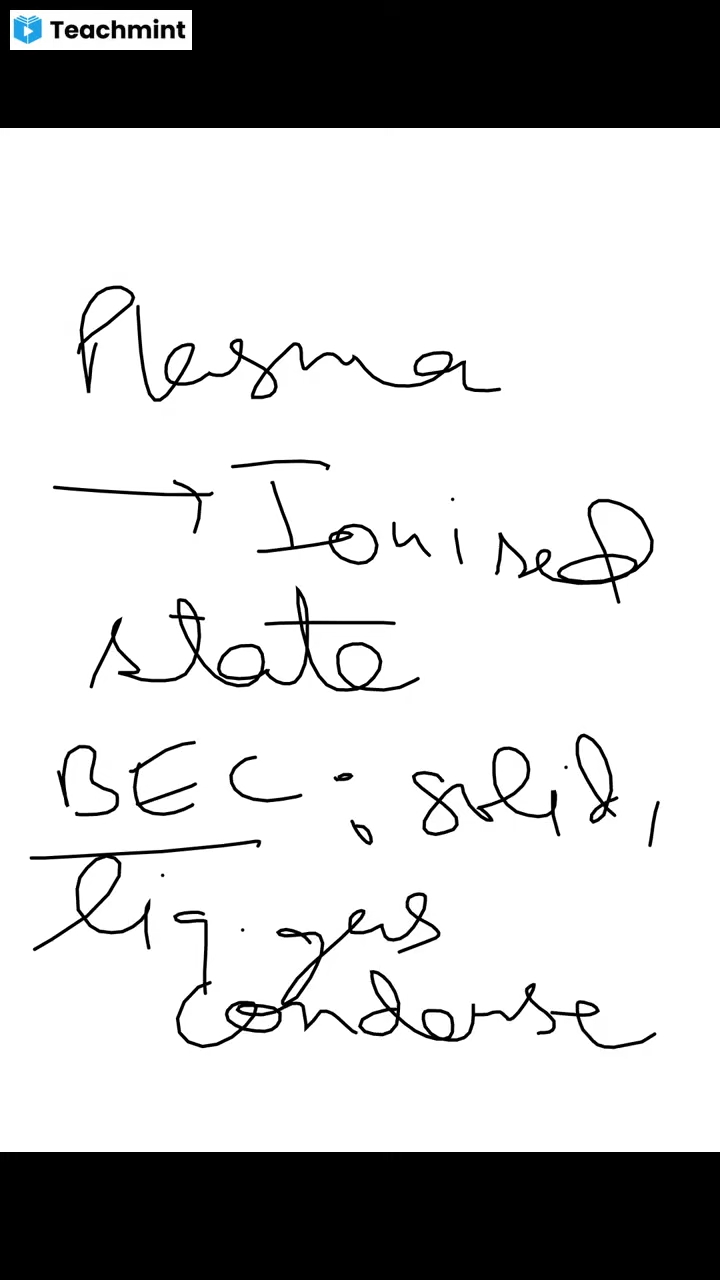 Teachmint
Plasma
→ Ionised
state
BEC : solid,
liq. gas
condense